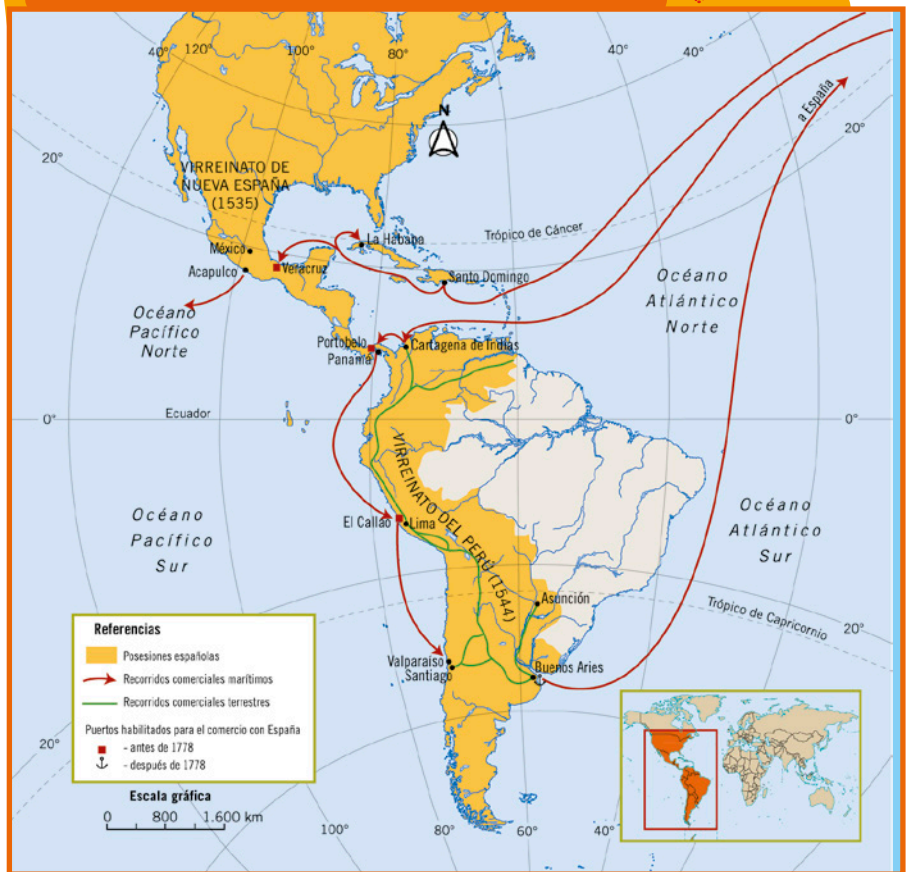 40°
120°
100°
80°
40°
40°
20°
20°
N
a España
VIRREINATO DE
NUEVA ESPAÑA
(1535)
Trópico de Cáncer
La Habana
México
Acapulco
Veracruz
Santo Domingo
Océano
Atlántico
Norte
Océano
Pacífico
Norte
Portobelo
Panamá
Cartagena de Indias
0°
Ecuador
0°
VIRREINATO DEL PERÚ (1544)
El Callao
Lima
Océano
Pacífico
Sur
Océano
Atlántico
Sur
Asunción
Trópico de Capricornio
20°
Valparaíso
Santiago
Buenos Aries
Referencias
Posesiones españolas
Recorridos comerciales marítimos
Recorridos comerciales terrestres
Puertos habilitados para el comercio con España
- antes de 1778
- después de 1778
20°
Escala gráfica
0 800 1.600 km
100°
80°
60°
40°